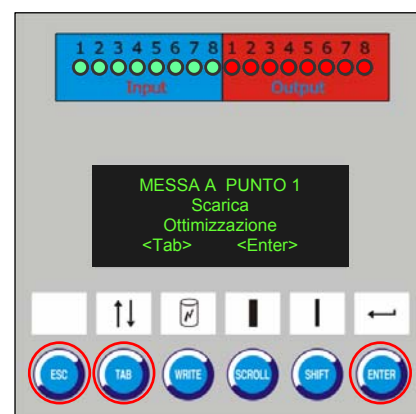 1 2 3 4 5 6 7 8 1 2 3 4 5 6 7 8
Input Output
MESSA A PUNTO 1
Scarica
Ottimizzazione
<Tab> <Enter>
ESC TAB WRITE SCROLL SHIFT ENTER